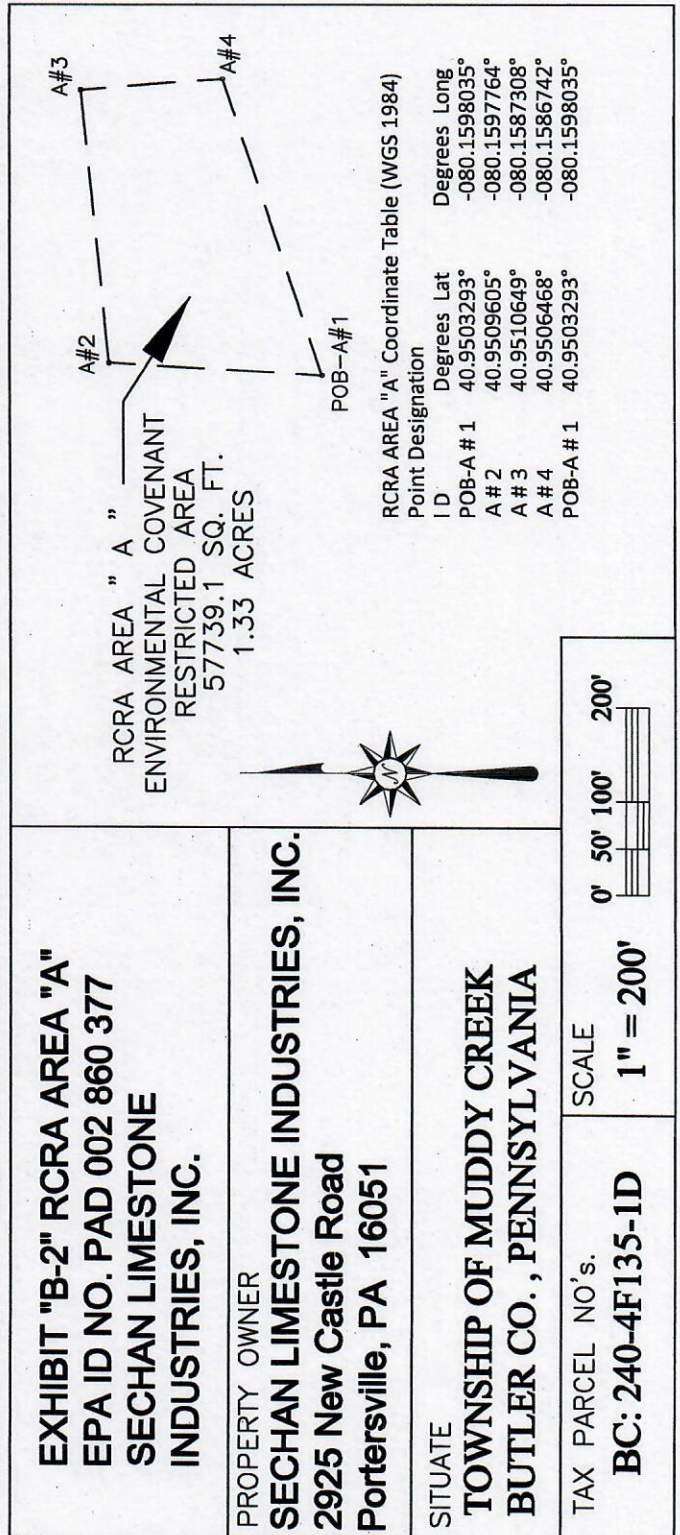 EXHIBIT "B-2" RCRA AREA "A"
EPA ID NO. PAD 002 860 377
SECHAN LIMESTONE
INDUSTRIES, INC.
PROPERTY OWNER
SECHAN LIMESTONE INDUSTRIES, INC.
2925 New Castle Road
Portersville, PA 16051
SITUATE
TOWNSHIP OF MUDDY CREEK
BUTLER CO., PENNSYLVANIA
TAX PARCEL NO's.
BC: 240-4F135-1D
SCALE
1" = 200'
0' 50' 100' 200'
N
RCRA AREA " A "
ENVIRONMENTAL COVENANT
RESTRICTED AREA
57739.1 SQ. FT.
1.33 ACRES
A#2
A#3
A#4
POB-A#1
RCRA AREA "A" Coordinate Table (WGS 1984)
Point Designation
I D Degrees Lat Degrees Long
POB-A # 1 40.9503293° -080.1598035°
A # 2 40.9509605° -080.1597764°
A # 3 40.9510649° -080.1587308°
A # 4 40.9506468° -080.1586742°
POB-A # 1 40.9503293° -080.1598035°